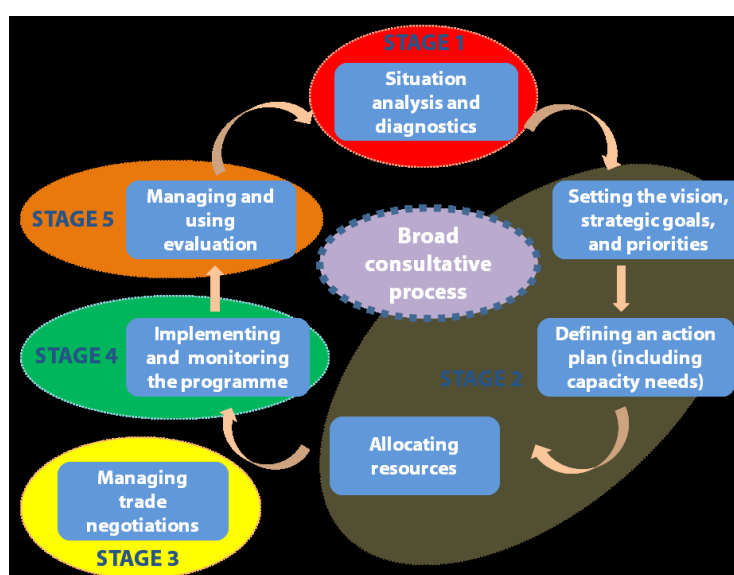 STAGE 1
Situation
analysis and
diagnostics
Setting the vision,
strategic goals,
and priorities
Defining an action
plan (including
capacity needs)
STAGE 2
Allocating
resources
Broad
consultative
process
Managing
trade
negotiations
STAGE 3
STAGE 4
Implementing
and monitoring
the programme
STAGE 5
Managing and
using
evaluation